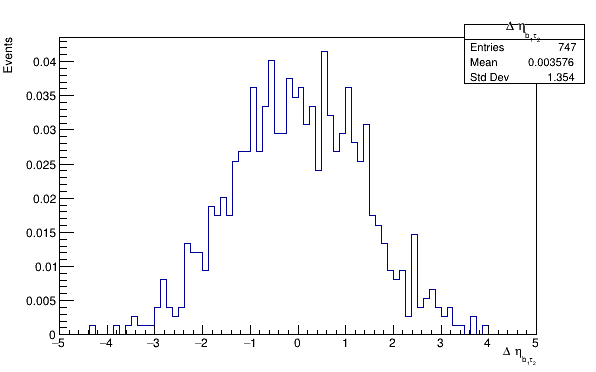 Δ η b₁τ₂
Entries 747
Mean 0.003576
Std Dev 1.354
Events
0.04
0.035
0.03
0.025
0.02
0.015
0.01
0.005
0
−5 −4 −3 −2 −1 0 1 2 3 4 5
Δ η b₁τ₂